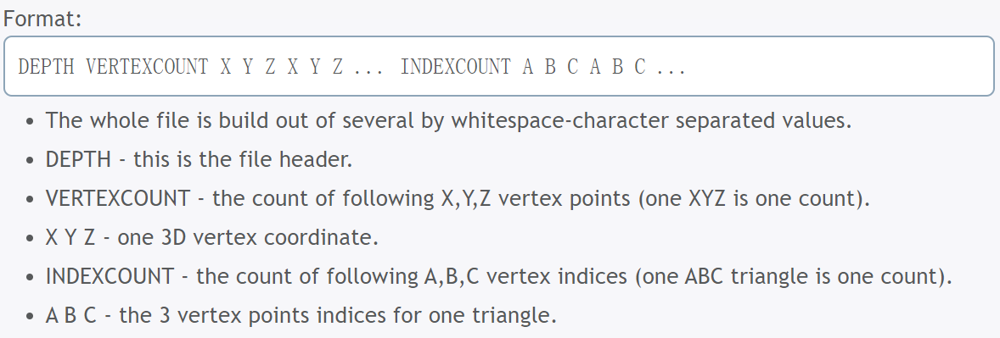 Format:
DEPTH VERTEXCOUNT X Y Z X Y Z ... INDEXCOUNT A B C A B C ...
• The whole file is build out of several by whitespace-character separated values.
• DEPTH - this is the file header.
• VERTEXCOUNT - the count of following X,Y,Z vertex points (one XYZ is one count).
• X Y Z - one 3D vertex coordinate.
• INDEXCOUNT - the count of following A,B,C vertex indices (one ABC triangle is one count).
• A B C - the 3 vertex points indices for one triangle.